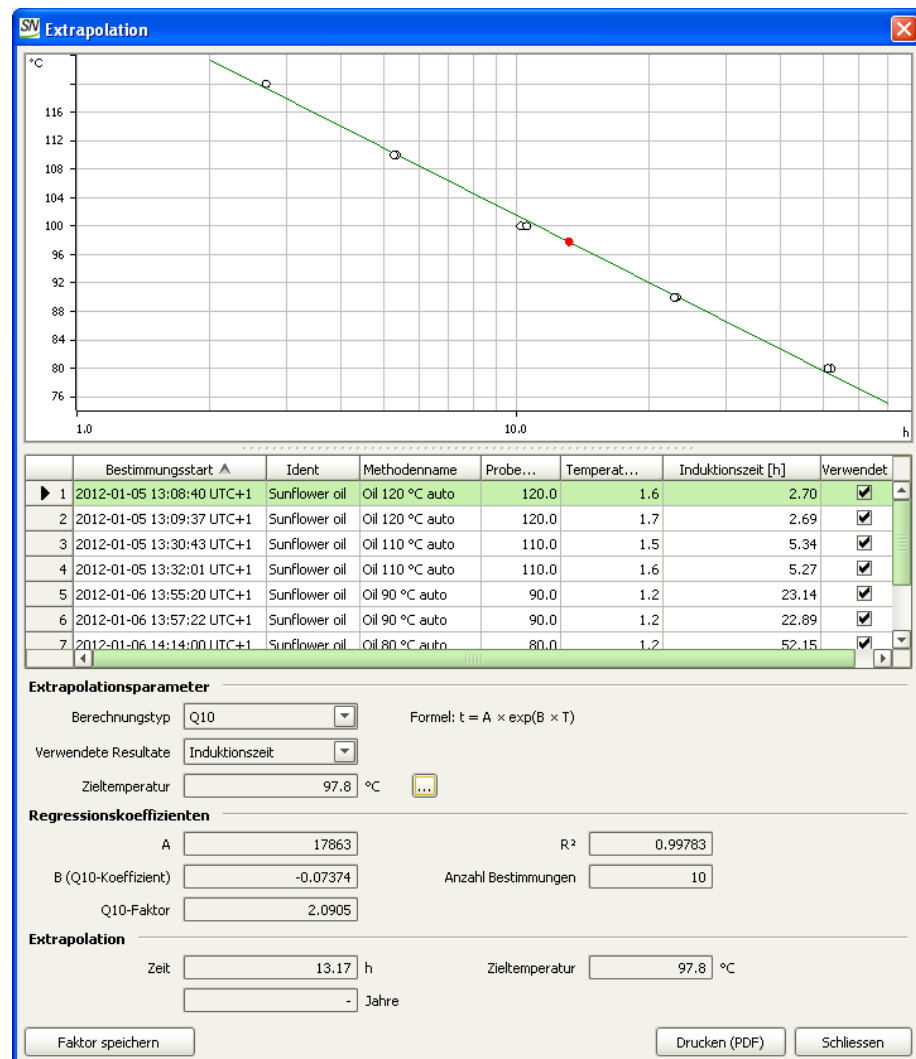 SN Extrapolation
°C
116
112
108
104
100
96
92
88
84
80
76
1.0 10.0 h
Bestimmungsstart Ident Methodenname Probe... Temperat... Induktionszeit [h] Verwendet
1 2012-01-05 13:08:40 UTC+1 Sunflower oil Oil 120 °C auto 120.0 1.6 2.70
2 2012-01-05 13:09:37 UTC+1 Sunflower oil Oil 120 °C auto 120.0 1.7 2.69
3 2012-01-05 13:30:43 UTC+1 Sunflower oil Oil 110 °C auto 110.0 1.5 5.34
4 2012-01-05 13:32:01 UTC+1 Sunflower oil Oil 110 °C auto 110.0 1.6 5.27
5 2012-01-06 13:55:20 UTC+1 Sunflower oil Oil 90 °C auto 90.0 1.2 23.14
6 2012-01-06 13:57:22 UTC+1 Sunflower oil Oil 90 °C auto 90.0 1.2 22.89
7 2012-01-06 14:14:00 UTC+1 Sunflower oil Oil 80 °C auto 80.0 1.2 52.15
Extrapolationsparameter
Berechnungstyp Q10 Formel: t = A × exp(B × T)
Verwendete Resultate Induktionszeit
Zieltemperatur 97.8 °C ...
Regressionskoeffizienten
A 17863 R² 0.99783
B (Q10-Koeffizient) -0.07374 Anzahl Bestimmungen 10
Q10-Faktor 2.0905
Extrapolation
Zeit 13.17 h Zieltemperatur 97.8 °C
- Jahre
Faktor speichern Drucken (PDF) Schliessen